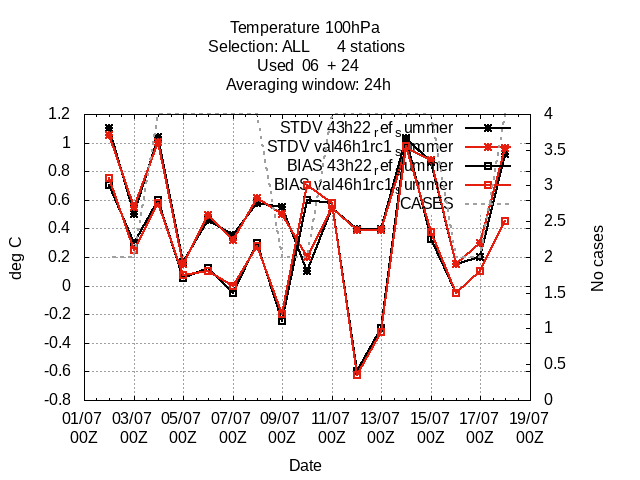 Temperature 100hPa
Selection: ALL 4 stations
Used 06 + 24
Averaging window: 24h
1.2
1
0.8
0.6
0.4
0.2
0
-0.2
-0.4
-0.6
-0.8
deg C
STDV 43h22_ref_summer
STDV val46h1rc1_summer
BIAS 43h22_ref_summer
BIAS val46h1rc1_summer
CASES
4
3.5
3
2.5
2
1.5
1
0.5
0
No cases
01/07 03/07 05/07 07/07 09/07 11/07 13/07 15/07 17/07 19/07
00Z 00Z 00Z 00Z 00Z 00Z 00Z 00Z 00Z 00Z
Date